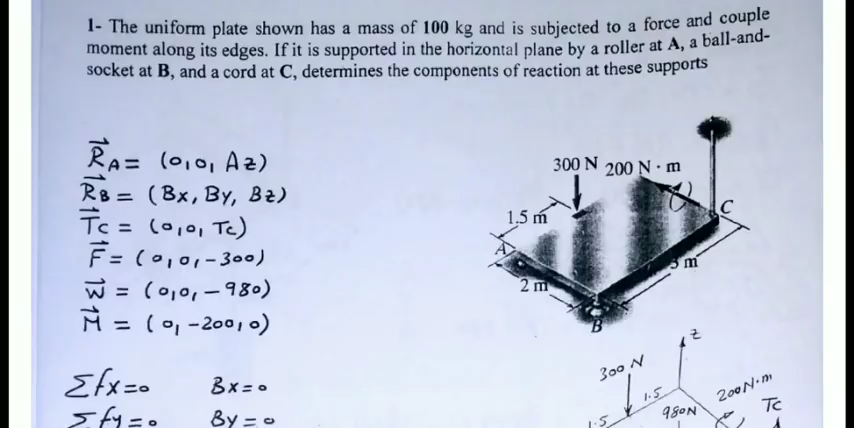 1- The uniform plate shown has a mass of 100 kg and is subjected to a force and couple
moment along its edges. If it is supported in the horizontal plane by a roller at A, a ball-and-
socket at B, and a cord at C, determines the components of reaction at these supports
R⃗A = (0, 0, Az)
R⃗B = (Bx, By, Bz)
T⃗c = (0, 0, Tc)
F⃗ = (0, 0, -300)
W⃗ = (0, 0, -980)
M⃗ = (0, -200, 0)
Σfx=0 Bx=0
Σfy=0 By=0
300 N 200 N · m
C
1.5 m
A
3 m
2 m
B
z
300 N
1.5
200 N.m
980N
Tc
1.5